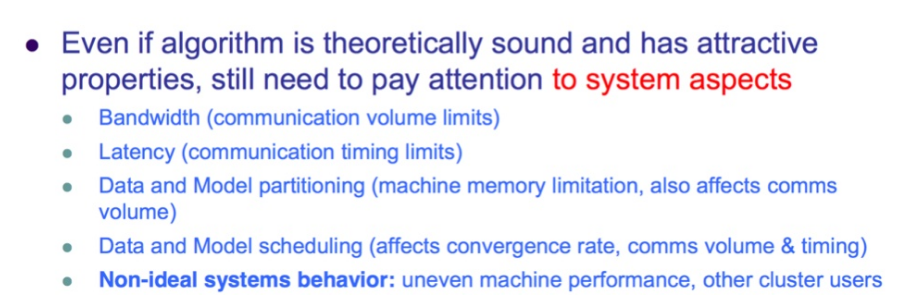 Even if algorithm is theoretically sound and has attractive
properties, still need to pay attention to system aspects
Bandwidth (communication volume limits)
Latency (communication timing limits)
Data and Model partitioning (machine memory limitation, also affects comms
volume)
Data and Model scheduling (affects convergence rate, comms volume & timing)
Non-ideal systems behavior: uneven machine performance, other cluster users